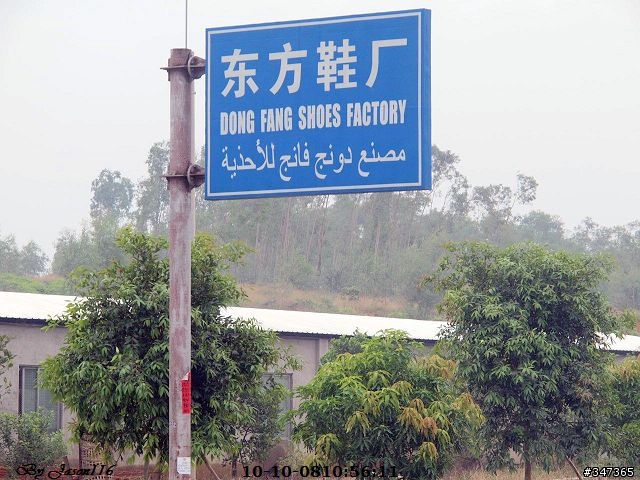 东方鞋厂
DONG FANG SHOES FACTORY
مصنع دونج فانج للأحذية
By Jason116
10-10-0810:56:11
#347365